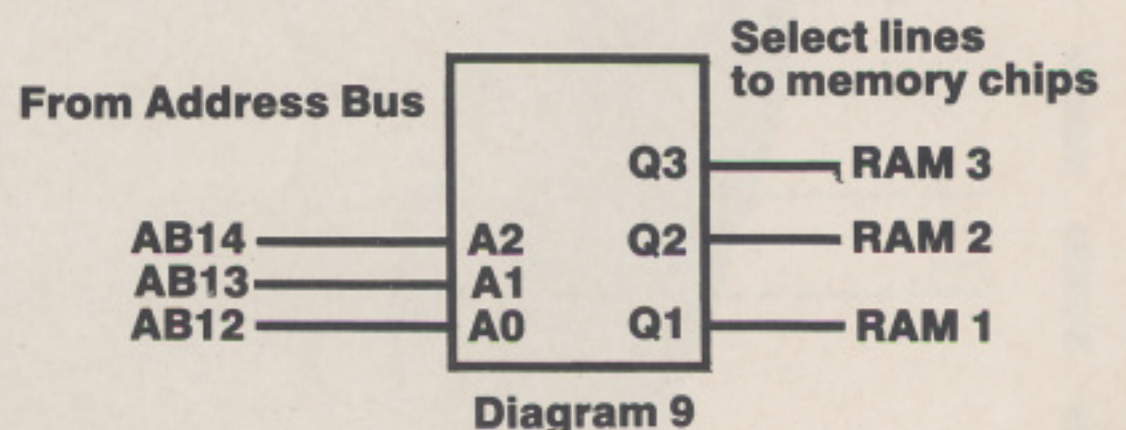 Select lines
to memory chips
From Address Bus
Q3 RAM 3
AB14 A2 Q2 RAM 2
AB13 A1
AB12 A0 Q1 RAM 1
Diagram 9